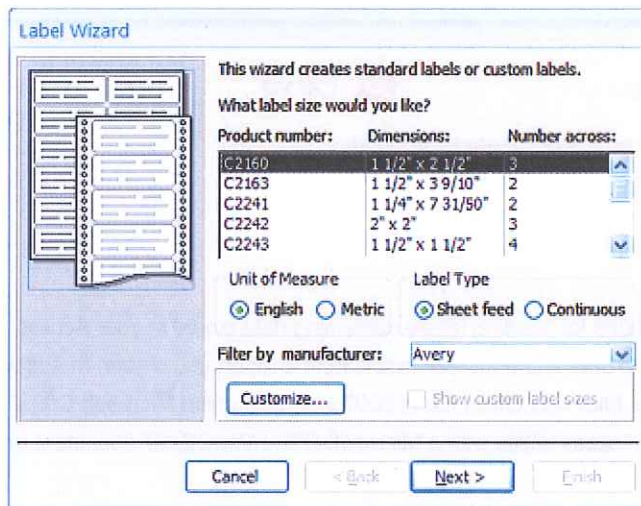 Label Wizard
This wizard creates standard labels or custom labels.
What label size would you like?
Product number: Dimensions: Number across:
C2160 1 1/2" x 2 1/2" 3
C2163 1 1/2" x 3 9/10" 2
C2241 1 1/4" x 7 31/50" 2
C2242 2" x 2" 3
C2243 1 1/2" x 1 1/2" 4
Unit of Measure Label Type
English Metric Sheet feed Continuous
Filter by manufacturer: Avery
Customize... Show custom label sizes
Cancel < Back Next > Finish